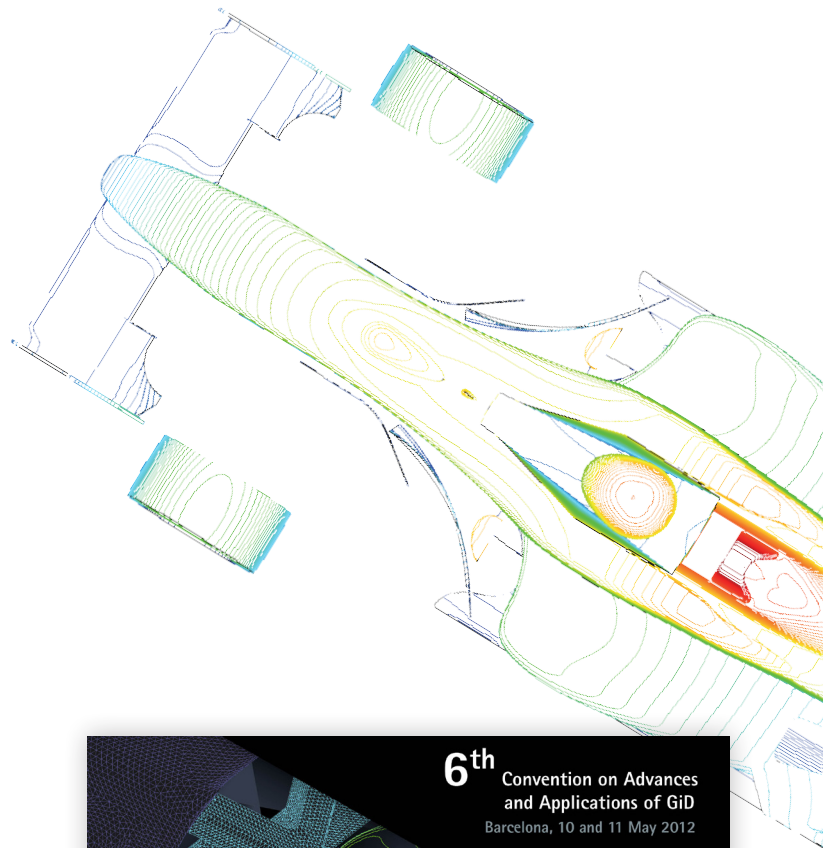 6th Convention on Advances
and Applications of GiD
Barcelona, 10 and 11 May 2012